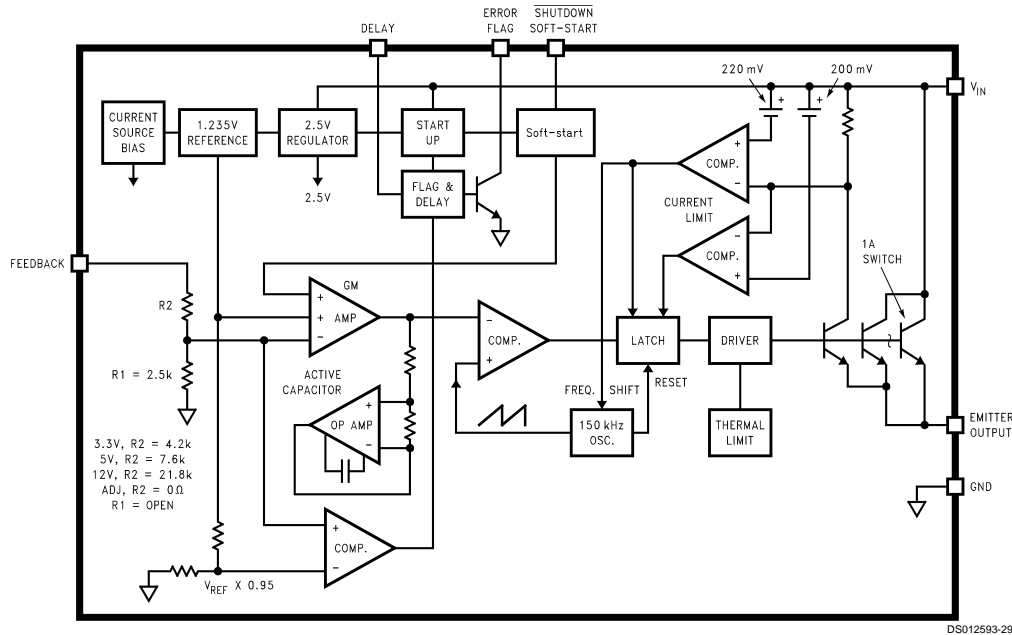 DELAY
ERROR
FLAG
SHUTDOWN
SOFT-START
220 mV
200 mV
V_IN
CURRENT
SOURCE
BIAS
1.235V
REFERENCE
2.5V
REGULATOR
START
UP
Soft-start
2.5V
FLAG &
DELAY
+
COMP.
−
CURRENT
LIMIT
−
COMP.
+
1A
SWITCH
FEEDBACK
R2
R1 = 2.5k
GM
AMP
+
+
−
−
COMP.
+
LATCH
DRIVER
ACTIVE
CAPACITOR
+
OP AMP
−
FREQ. SHIFT
RESET
150 kHz
OSC.
THERMAL
LIMIT
EMITTER
OUTPUT
GND
3.3V, R2 = 4.2k
5V, R2 = 7.6k
12V, R2 = 21.8k
ADJ, R2 = 0Ω
R1 = OPEN
+
COMP.
−
V_REF X 0.95
DS012593-29